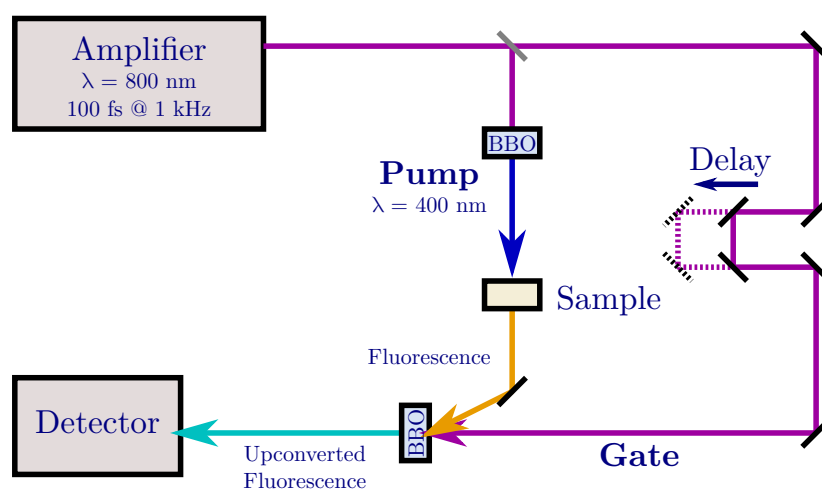 Amplifier
λ = 800 nm
100 fs @ 1 kHz
BBO
Pump
λ = 400 nm
Delay
Sample
Fluorescence
Detector
BBO
Upconverted
Fluorescence
Gate